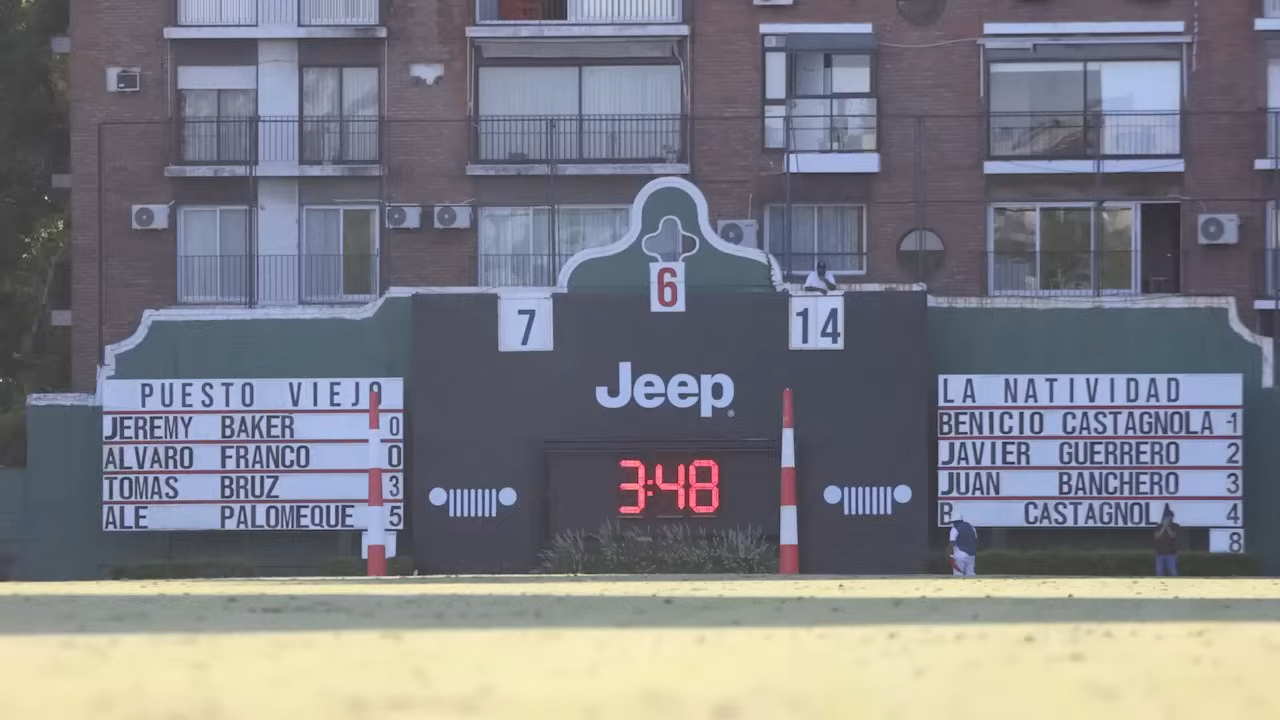 6
7
14
Jeep
3:48
PUESTO VIEJO
JEREMY BAKER 0
ALVARO FRANCO 0
TOMAS BRUZ 3
ALE PALOMEQUE 5
LA NATIVIDAD
BENICIO CASTAGNOLA -1
JAVIER GUERRERO 2
JUAN BANCHERO 3
B CASTAGNOLA 4
8